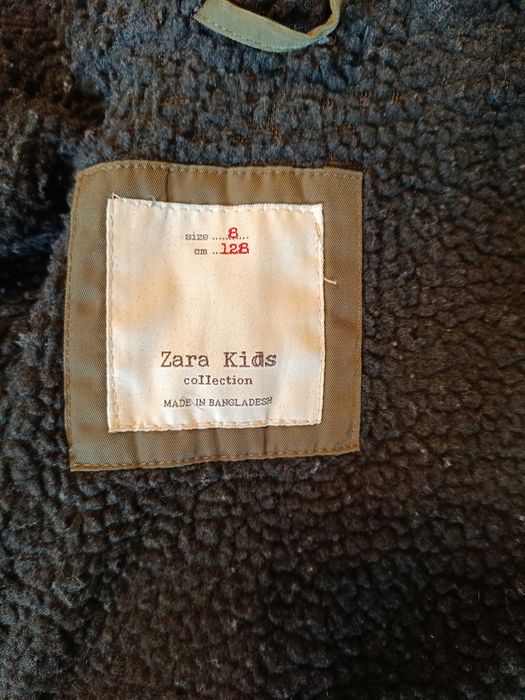 size ......8....
cm ...128
Zara Kids
collection
MADE IN BANGLADESH